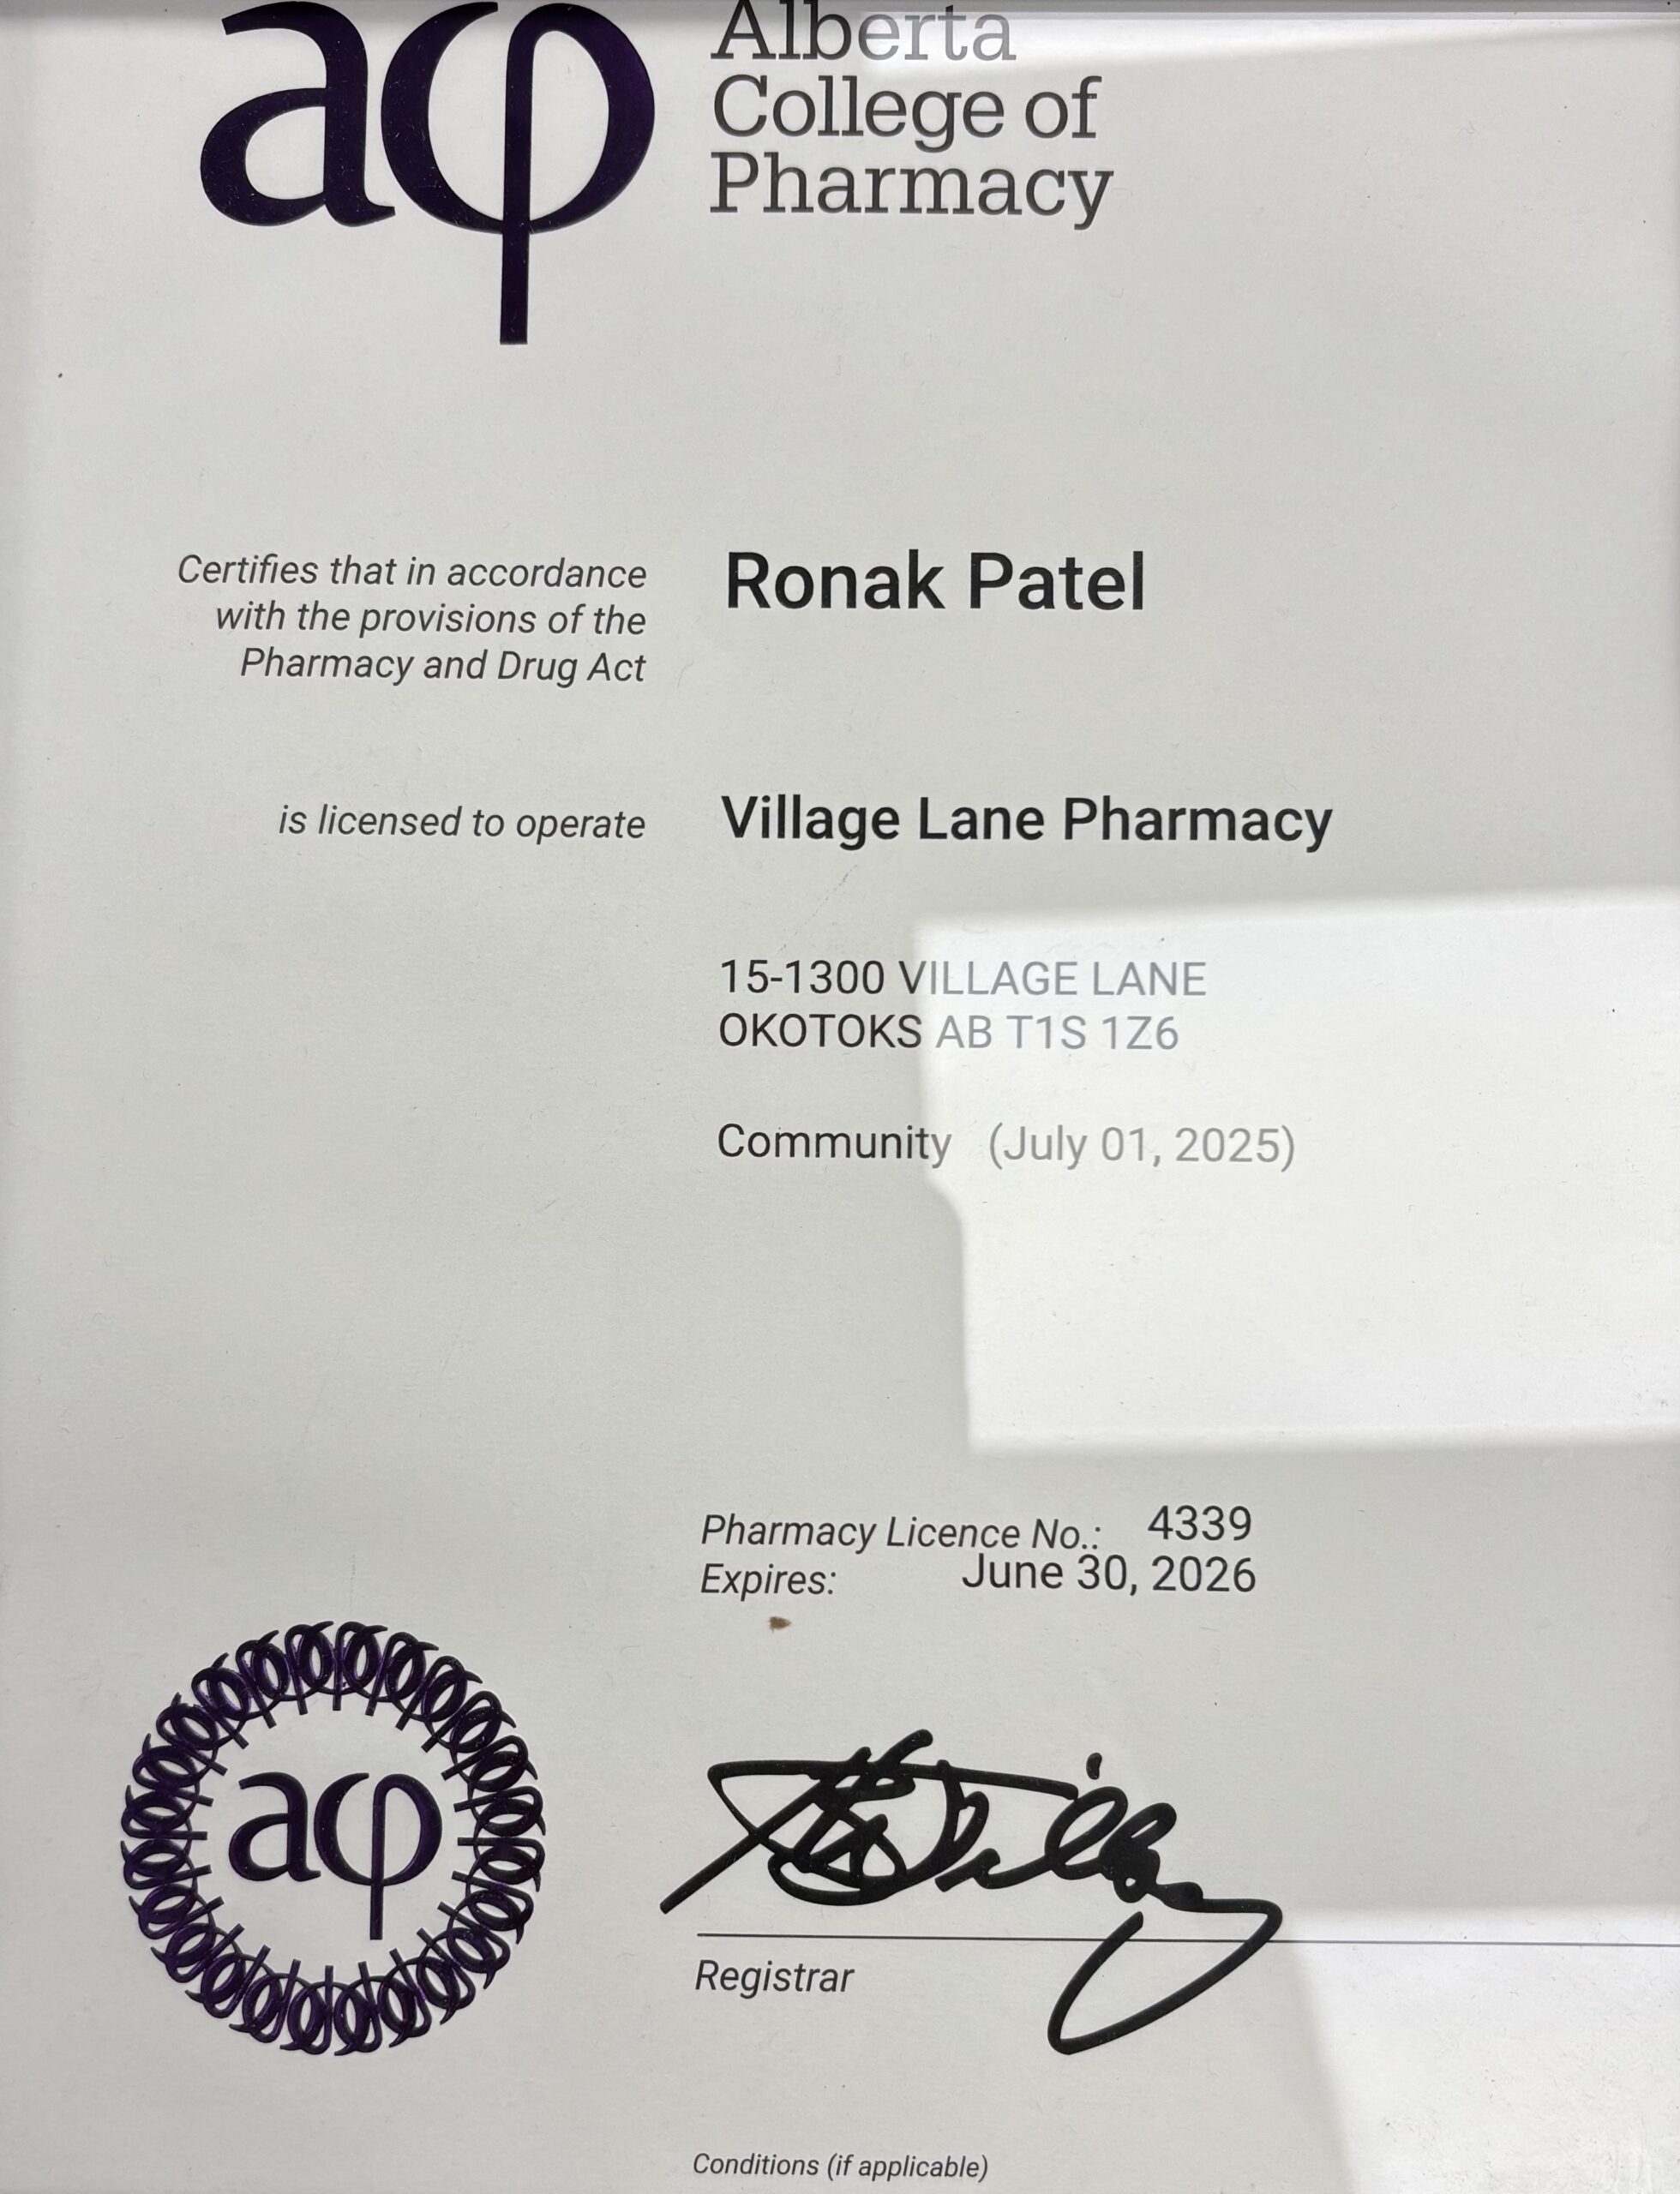 aφ
Alberta
College of
Pharmacy
Certifies that in accordance
with the provisions of the
Pharmacy and Drug Act
Ronak Patel
is licensed to operate
Village Lane Pharmacy
15-1300 VILLAGE LANE
OKOTOKS AB T1S 1Z6
Community (July 01, 2025)
Pharmacy Licence No.: 4339
Expires: June 30, 2026
aφ
Registrar
Conditions (if applicable)